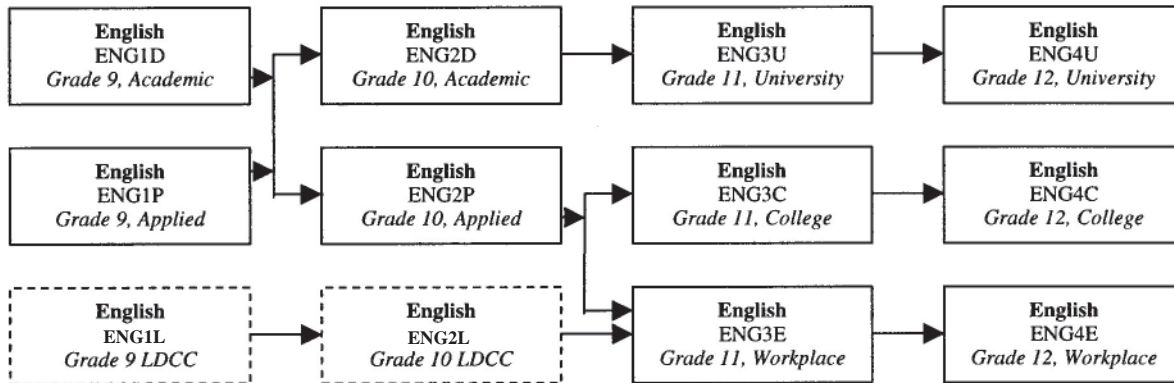 English
ENG1D
Grade 9, Academic
English
ENG2D
Grade 10, Academic
English
ENG3U
Grade 11, University
English
ENG4U
Grade 12, University
English
ENG1P
Grade 9, Applied
English
ENG2P
Grade 10, Applied
English
ENG3C
Grade 11, College
English
ENG4C
Grade 12, College
English
ENG1L
Grade 9 LDCC
English
ENG2L
Grade 10 LDCC
English
ENG3E
Grade 11, Workplace
English
ENG4E
Grade 12, Workplace